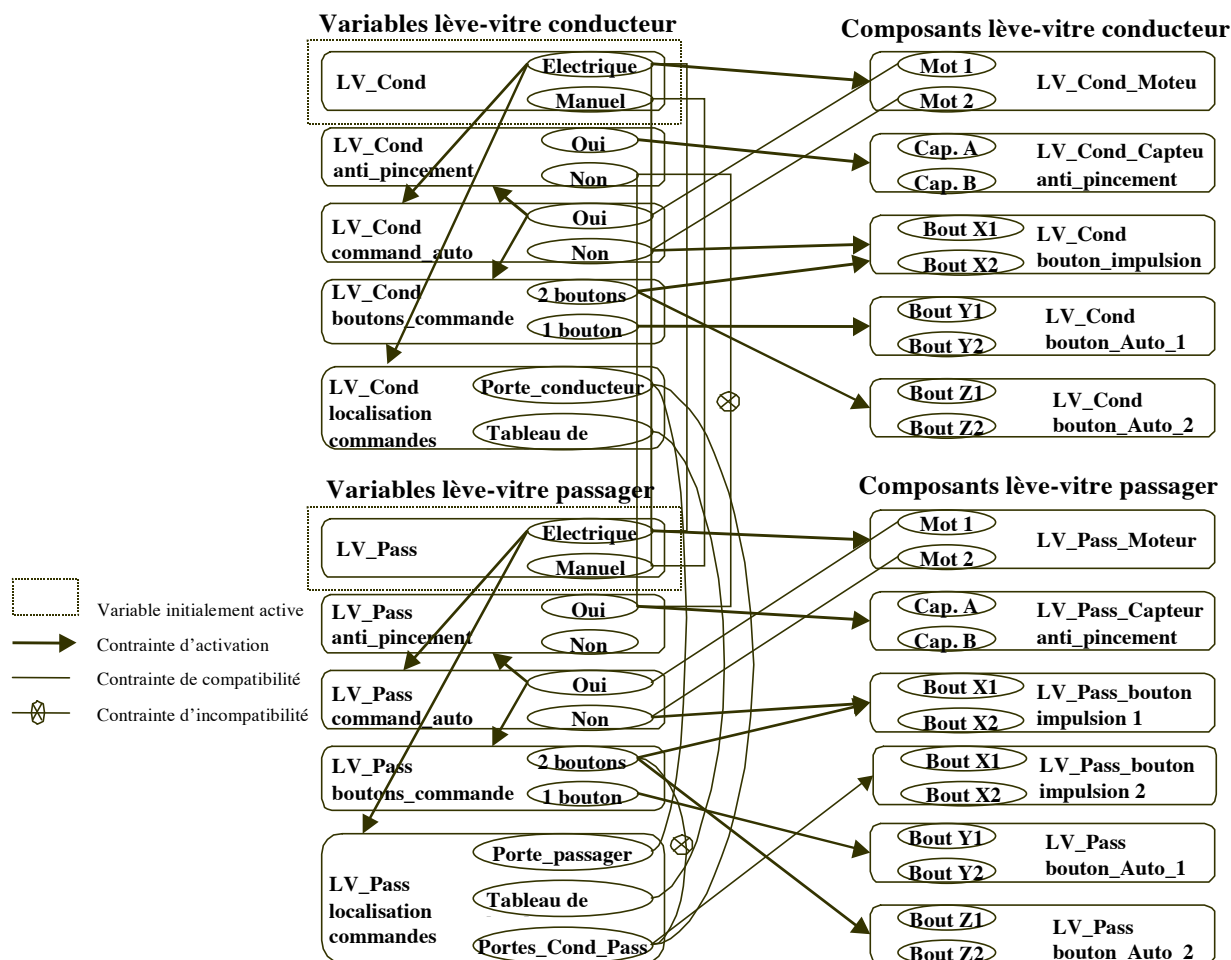 Variables lève-vitre conducteur
LV_Cond
Electrique
Manuel
LV_Cond
anti_pincement
Oui
Non
LV_Cond
command_auto
Oui
Non
LV_Cond
boutons_commande
2 boutons
1 bouton
LV_Cond
localisation
commandes
Porte_conducteur
Tableau de
Composants lève-vitre conducteur
Mot 1
Mot 2
LV_Cond_Moteu
Cap. A
Cap. B
LV_Cond_Capteu
anti_pincement
Bout X1
Bout X2
LV_Cond
bouton_impulsion
Bout Y1
Bout Y2
LV_Cond
bouton_Auto_1
Bout Z1
Bout Z2
LV_Cond
bouton_Auto_2
Variables lève-vitre passager
LV_Pass
Electrique
Manuel
LV_Pass
anti_pincement
Oui
Non
LV_Pass
command_auto
Oui
Non
LV_Pass
boutons_commande
2 boutons
1 bouton
LV_Pass
localisation
commandes
Porte_passager
Tableau de
Portes_Cond_Pass
Composants lève-vitre passager
Mot 1
Mot 2
LV_Pass_Moteur
Cap. A
Cap. B
LV_Pass_Capteur
anti_pincement
Bout X1
Bout X2
LV_Pass_bouton
impulsion 1
Bout X1
Bout X2
LV_Pass_bouton
impulsion 2
Bout Y1
Bout Y2
LV_Pass
bouton_Auto_1
Bout Z1
Bout Z2
LV_Pass
bouton_Auto_2
Variable initialement active
Contrainte d'activation
Contrainte de compatibilité
Contrainte d'incompatibilité